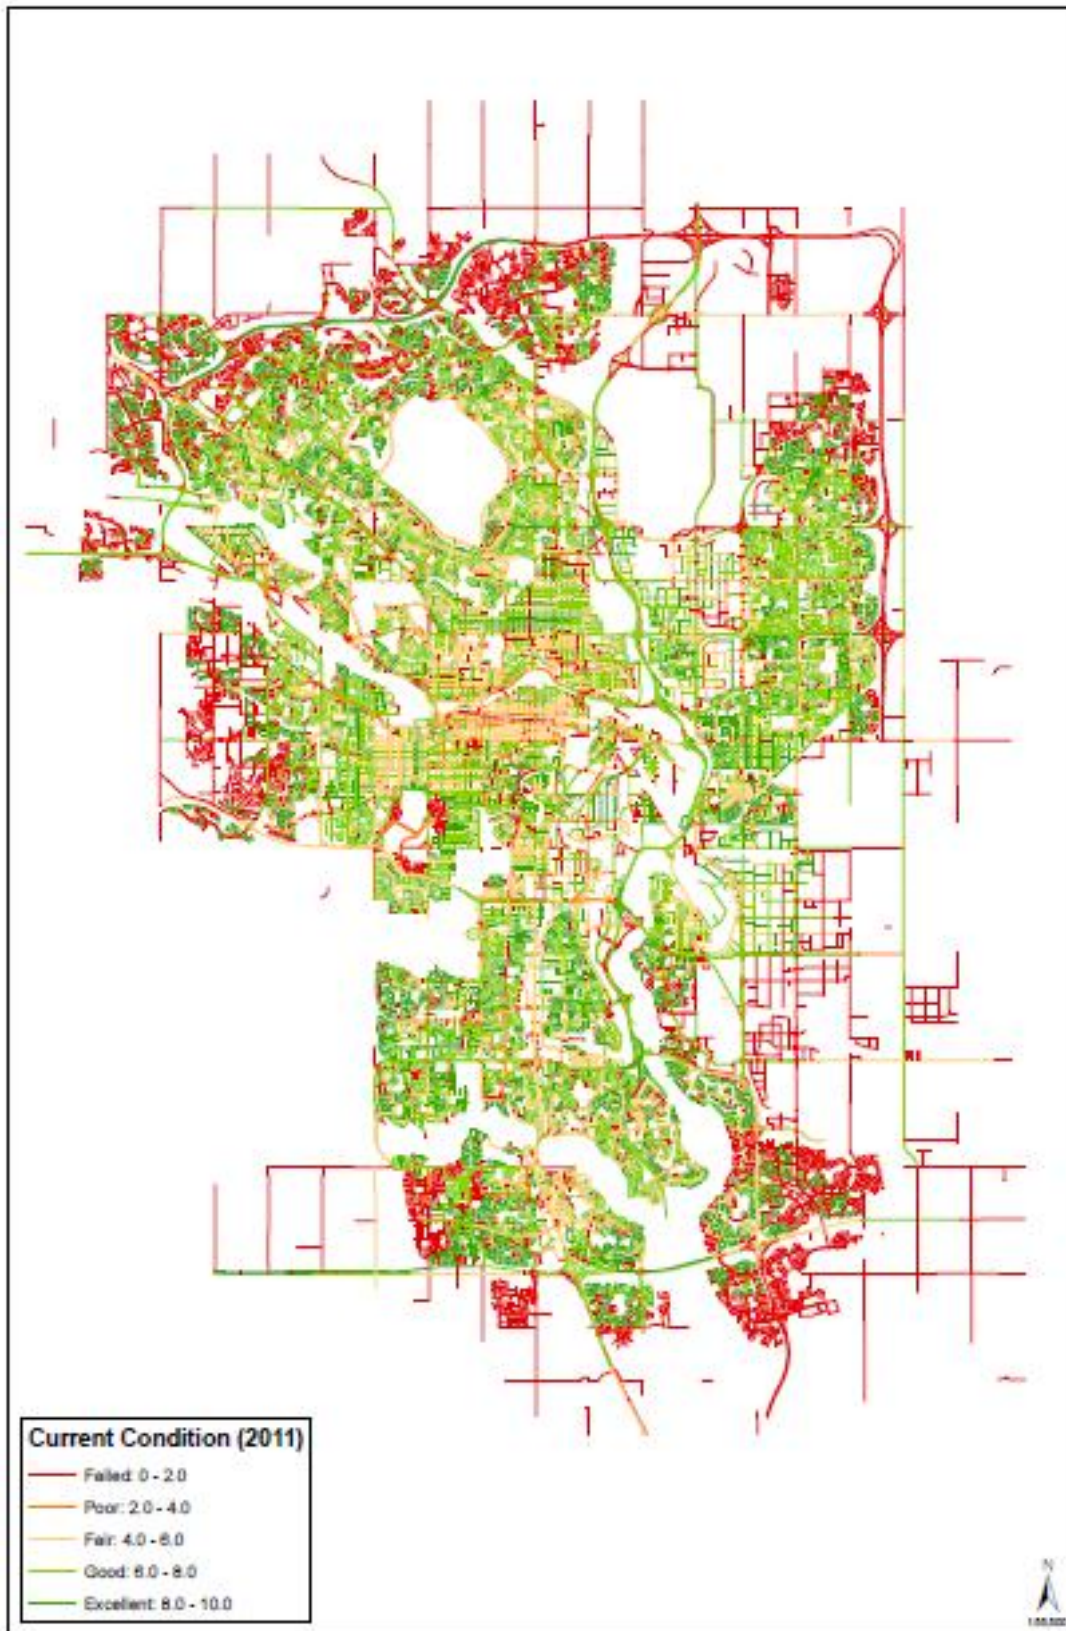 Current Condition (2011)
Failed: 0 - 2.0
Poor: 2.0 - 4.0
Fair: 4.0 - 6.0
Good: 6.0 - 8.0
Excellent: 8.0 - 10.0
N